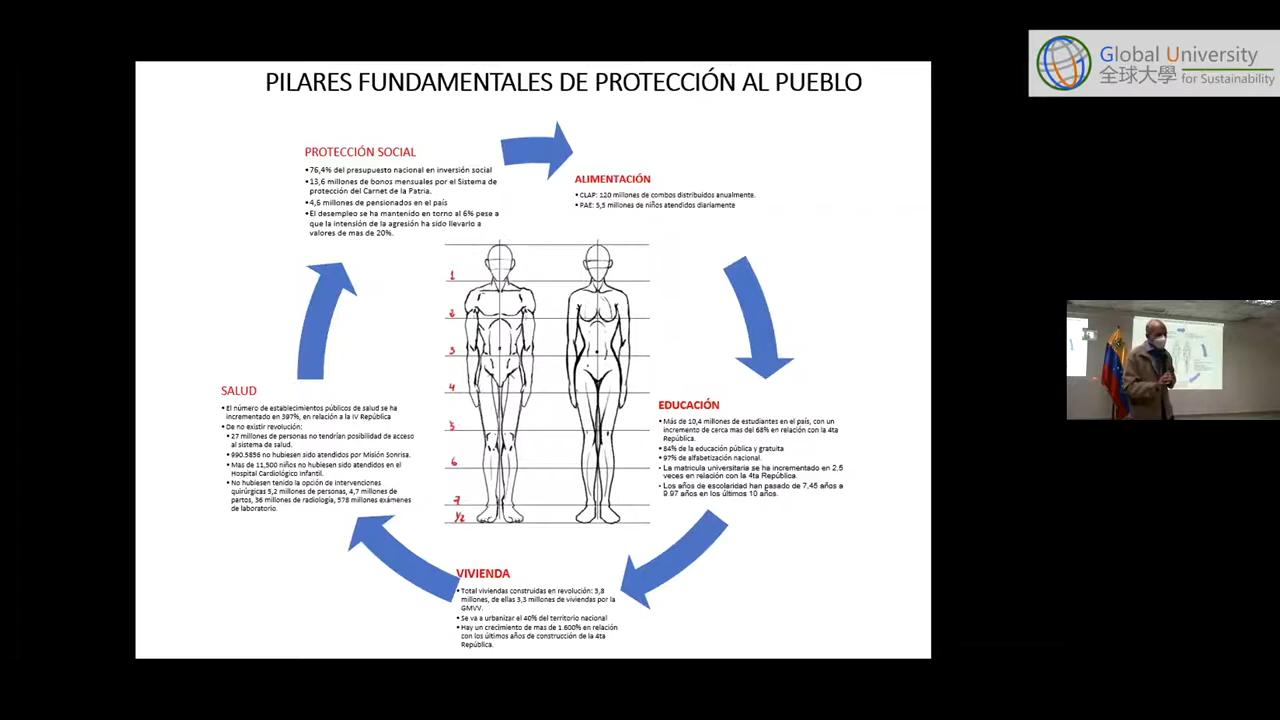 PILARES FUNDAMENTALES DE PROTECCIÓN AL PUEBLO
Global University
全球大學 for Sustainability
PROTECCIÓN SOCIAL
•76,4% del presupuesto nacional en inversión social
•13,6 millones de bonos mensuales por el Sistema de
protección del Carnet de la Patria.
•4,6 millones de pensionados en el país
•El desempleo se ha mantenido en torno al 6% pese a
que la intensión de la agresión ha sido llevarlo a
valores de mas de 20%.
ALIMENTACIÓN
• CLAP: 120 millones de combos distribuidos anualmente.
• PAE: 5,5 millones de niños atendidos diariamente
EDUCACIÓN
• Más de 10,4 millones de estudiantes en el país, con un
incremento de cerca mas del 68% en relación con la 4ta
República.
• 84% de la educación pública y gratuita
• 97% de alfabetización nacional.
- La matricula universitaria se ha incrementado en 2,5
veces en relación con la 4ta República.
- Los años de escolaridad han pasado de 7,45 años a
9.97 años en los últimos 10 años.
VIVIENDA
• Total viviendas construidas en revolución: 3,8
millones, de ellas 3,3 millones de viviendas por la
GMVV.
• Se va a urbanizar el 40% del territorio nacional
• Hay un crecimiento de mas de 1.600% en relación
con los últimos años de construcción de la 4ta
República.
SALUD
• El número de establecimientos públicos de salud se ha
incrementado en 397%, en relación a la IV República
• De no existir revolución:
• 27 millones de personas no tendrían posibilidad de acceso
al sistema de salud.
• 990.5856 no hubiesen sido atendidos por Misión Sonrisa.
• Mas de 11,500 niños no hubiesen sido atendidos en el
Hospital Cardiológico Infantil.
• No hubiesen tenido la opción de intervenciones
quirúrgicas 5,2 millones de personas, 4,7 millones de
partos, 36 millones de radiología, 578 millones exámenes
de laboratorio.
1
2
3
4
5
6
7
1/2